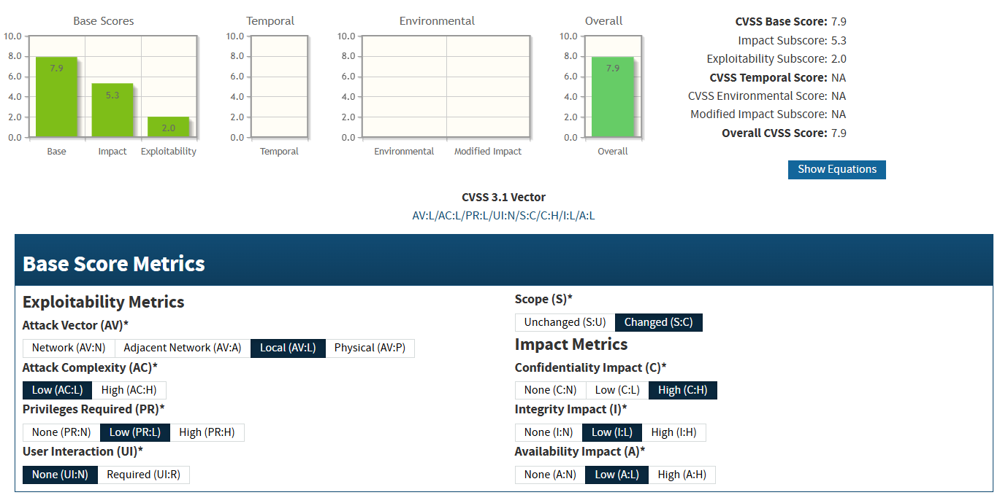 Base Scores
10.0
8.0
6.0
4.0
2.0
0.0
7.9
5.3
2.0
Base Impact Exploitability
Temporal
10.0
8.0
6.0
4.0
2.0
0.0
Temporal
Environmental
10.0
8.0
6.0
4.0
2.0
0.0
Environmental Modified Impact
Overall
10.0
8.0
6.0
4.0
2.0
0.0
7.9
Overall
CVSS Base Score: 7.9
Impact Subscore: 5.3
Exploitability Subscore: 2.0
CVSS Temporal Score: NA
CVSS Environmental Score: NA
Modified Impact Subscore: NA
Overall CVSS Score: 7.9
Show Equations
CVSS 3.1 Vector
AV:L/AC:L/PR:L/UI:N/S:C/C:H/I:L/A:L
Base Score Metrics
Exploitability Metrics
Attack Vector (AV)*
Network (AV:N) Adjacent Network (AV:A) Local (AV:L) Physical (AV:P)
Attack Complexity (AC)*
Low (AC:L) High (AC:H)
Privileges Required (PR)*
None (PR:N) Low (PR:L) High (PR:H)
User Interaction (UI)*
None (UI:N) Required (UI:R)
Scope (S)*
Unchanged (S:U) Changed (S:C)
Impact Metrics
Confidentiality Impact (C)*
None (C:N) Low (C:L) High (C:H)
Integrity Impact (I)*
None (I:N) Low (I:L) High (I:H)
Availability Impact (A)*
None (A:N) Low (A:L) High (A:H)